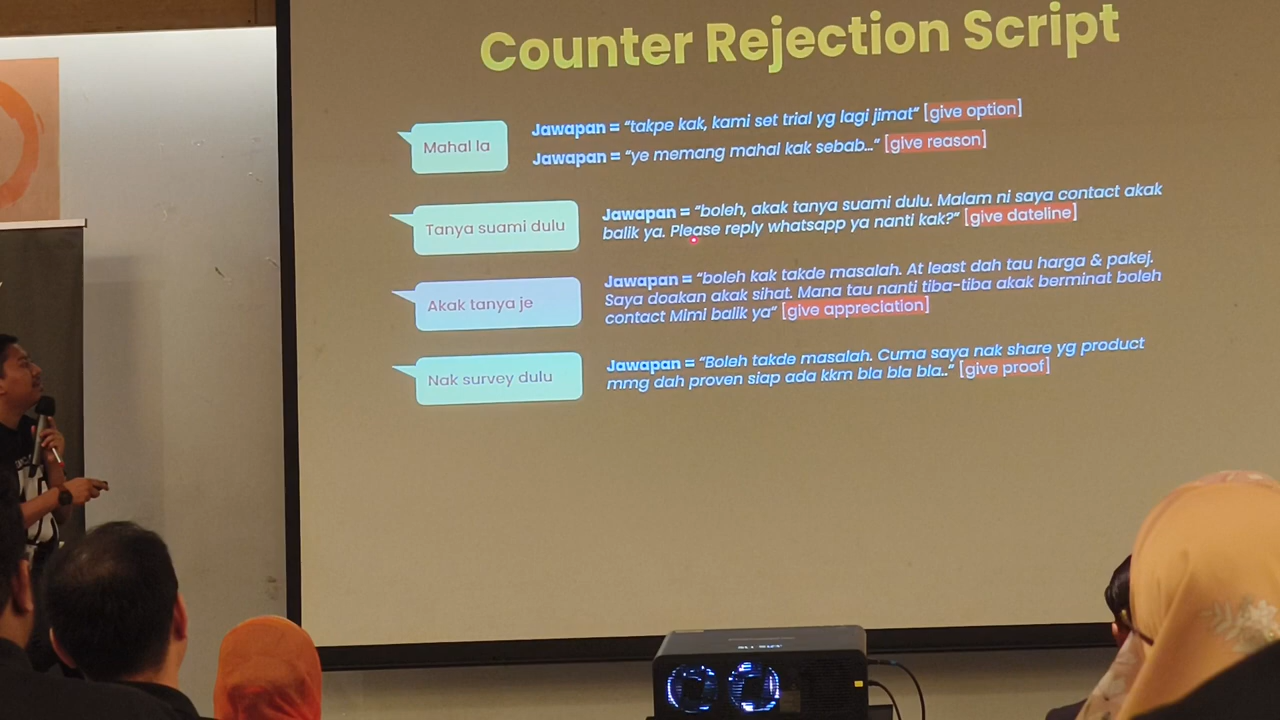 Counter Rejection Script
Mahal la
Jawapan = “takpe kak, kami set trial yg lagi jimat” [give option]
Jawapan = “ye memang mahal kak sebab...” [give reason]
Tanya suami dulu
Jawapan = “boleh, akak tanya suami dulu. Malam ni saya contact akak
balik ya. Please reply whatsapp ya nanti kak?” [give dateline]
Akak tanya je
Jawapan = “boleh kak takde masalah. At least dah tau harga & pakej.
Saya doakan akak sihat. Mana tau nanti tiba-tiba akak berminat boleh
contact Mimi balik ya” [give appreciation]
Nak survey dulu
Jawapan = “Boleh takde masalah. Cuma saya nak share yg product
mmg dah proven siap ada kkm bla bla bla..” [give proof]